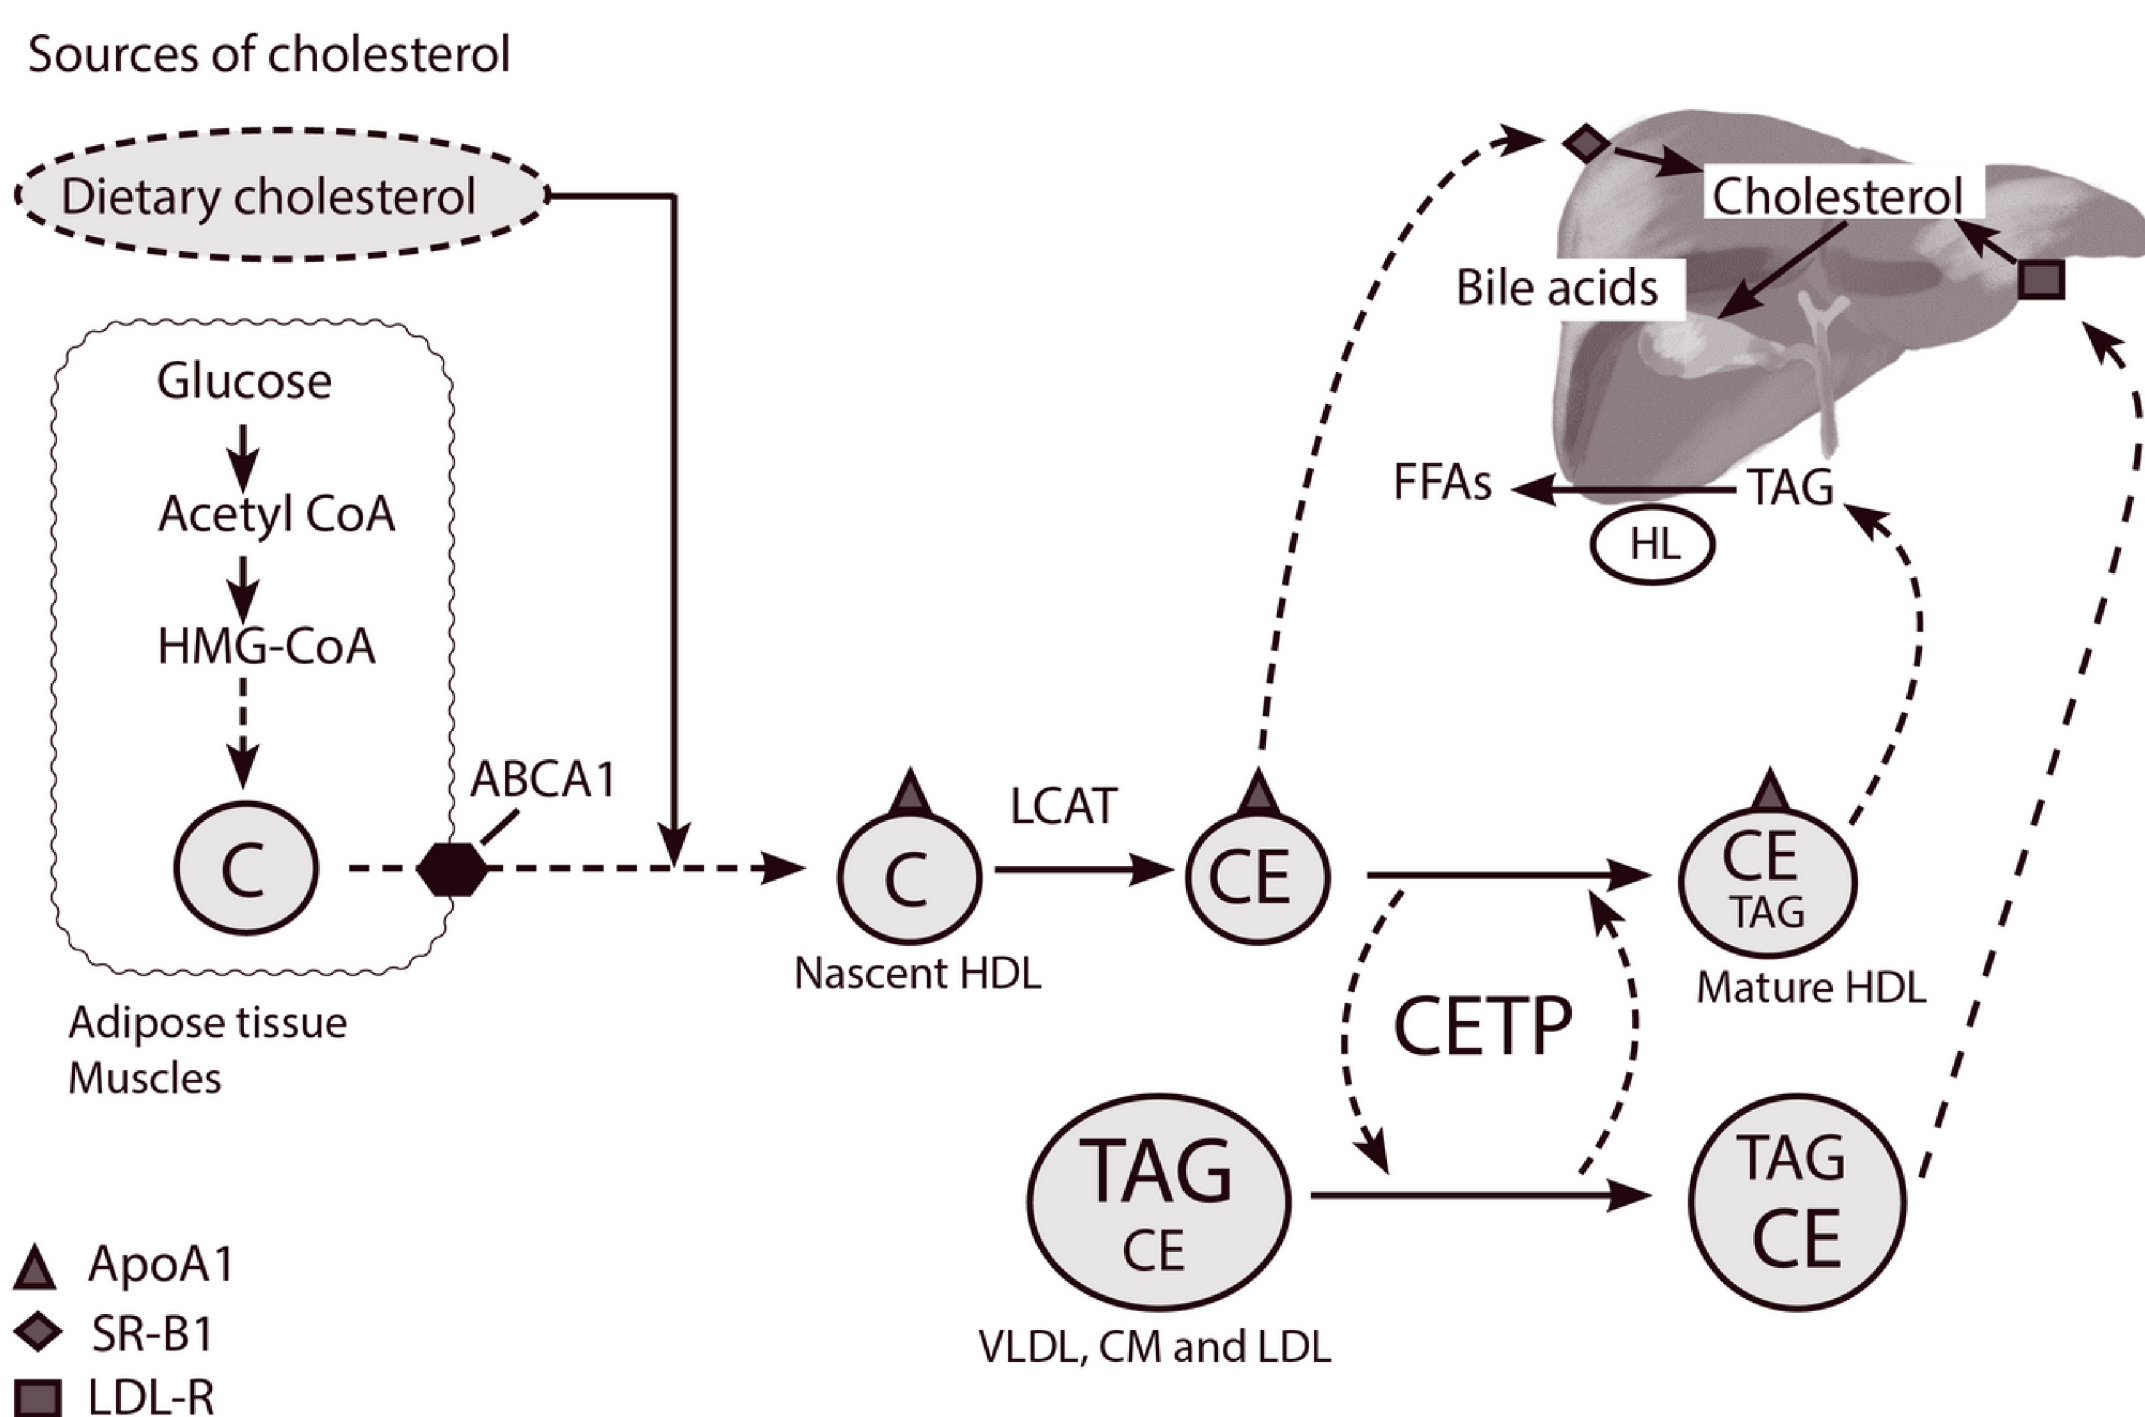 Sources of cholesterol
Dietary cholesterol
Glucose
Acetyl CoA
HMG-CoA
C
ABCA1
Adipose tissue
Muscles
C
Nascent HDL
LCAT
CE
CE
TAG
Mature HDL
CETP
TAG
CE
VLDL, CM and LDL
TAG
CE
Cholesterol
Bile acids
FFAs
TAG
HL
ApoA1
SR-B1
LDL-R